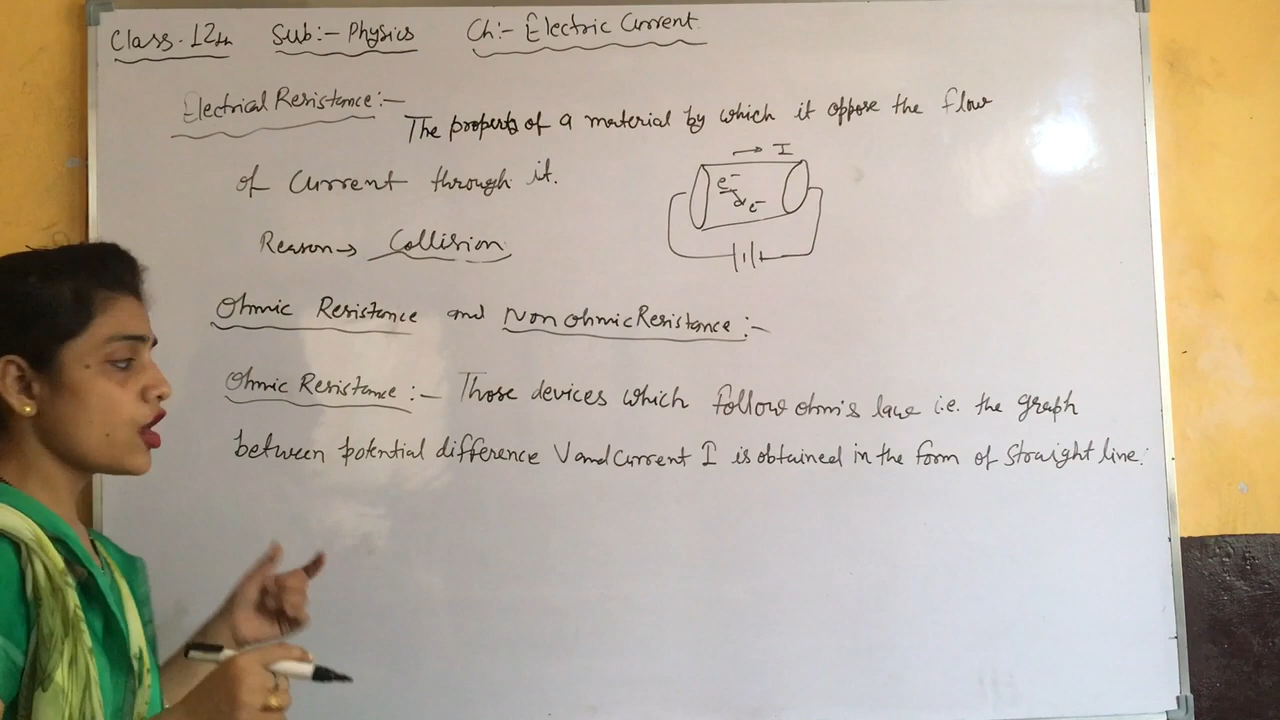 Class. 12th Sub:- Physics Ch:- Electric Current
Electrical Resistance:-
The property of a material by which it oppose the flow
of Current through it.
I
e-
e-
Reason→ Collision
Ohmic Resistance and Non ohmic Resistance:-
Ohmic Resistance:- Those devices which follow ohm's law i.e. the graph
between potential difference V and Current I is obtained in the form of straight line.